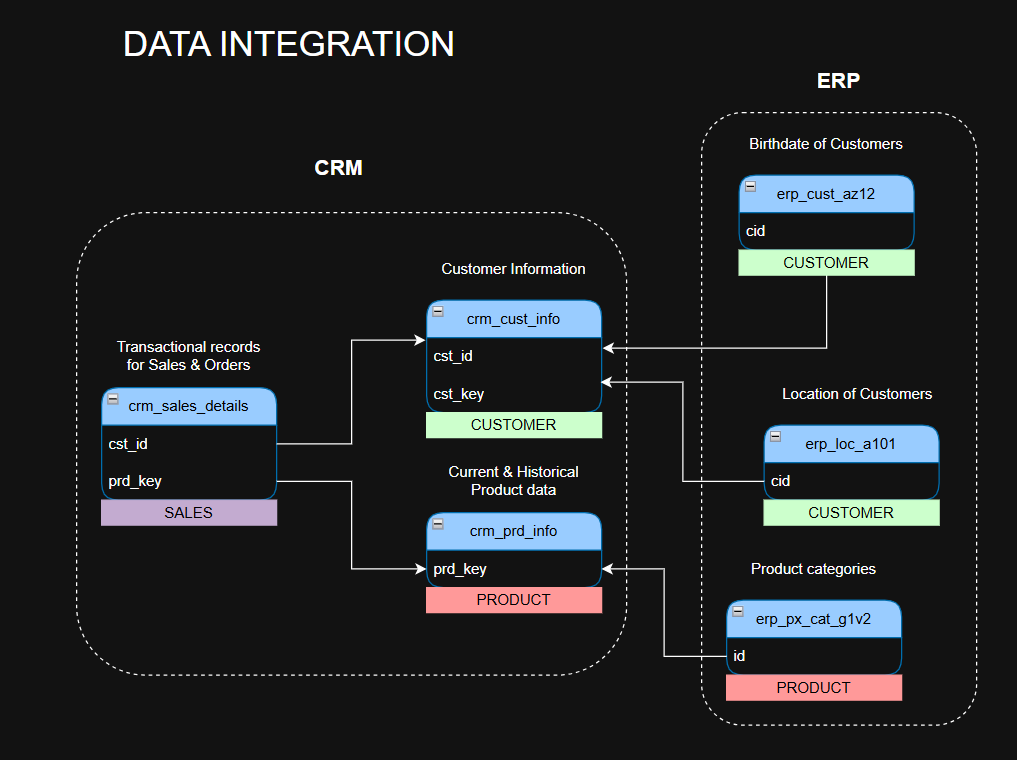 DATA INTEGRATION
ERP
Birthdate of Customers
erp_cust_az12
cid
CUSTOMER
CRM
Customer Information
crm_cust_info
cst_id
cst_key
CUSTOMER
Transactional records
for Sales & Orders
crm_sales_details
cst_id
prd_key
SALES
Location of Customers
erp_loc_a101
cid
CUSTOMER
Current & Historical
Product data
crm_prd_info
prd_key
PRODUCT
Product categories
erp_px_cat_g1v2
id
PRODUCT